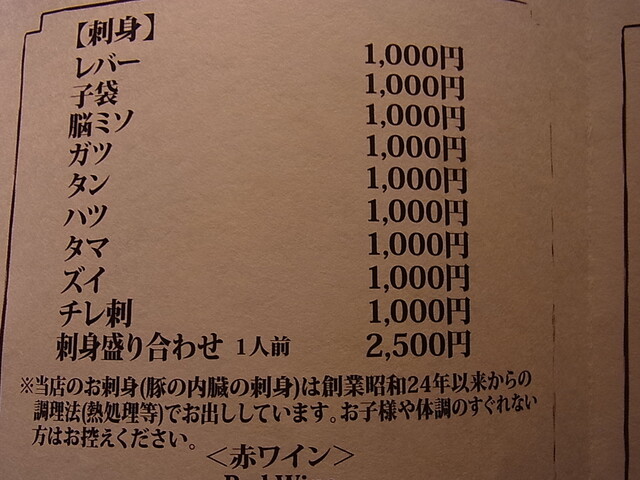 【刺身】
レバー 1,000円
子袋 1,000円
脳ミソ 1,000円
ガツ 1,000円
タン 1,000円
ハツ 1,000円
タマ 1,000円
ズイ 1,000円
チレ刺 1,000円
刺身盛り合わせ 1人前 2,500円
※当店のお刺身(豚の内臓の刺身)は創業昭和24年以来からの
調理法(熱処理等)でお出ししています。お子様や体調のすぐれない
方はお控えください。
＜赤ワイン＞
Red Wine